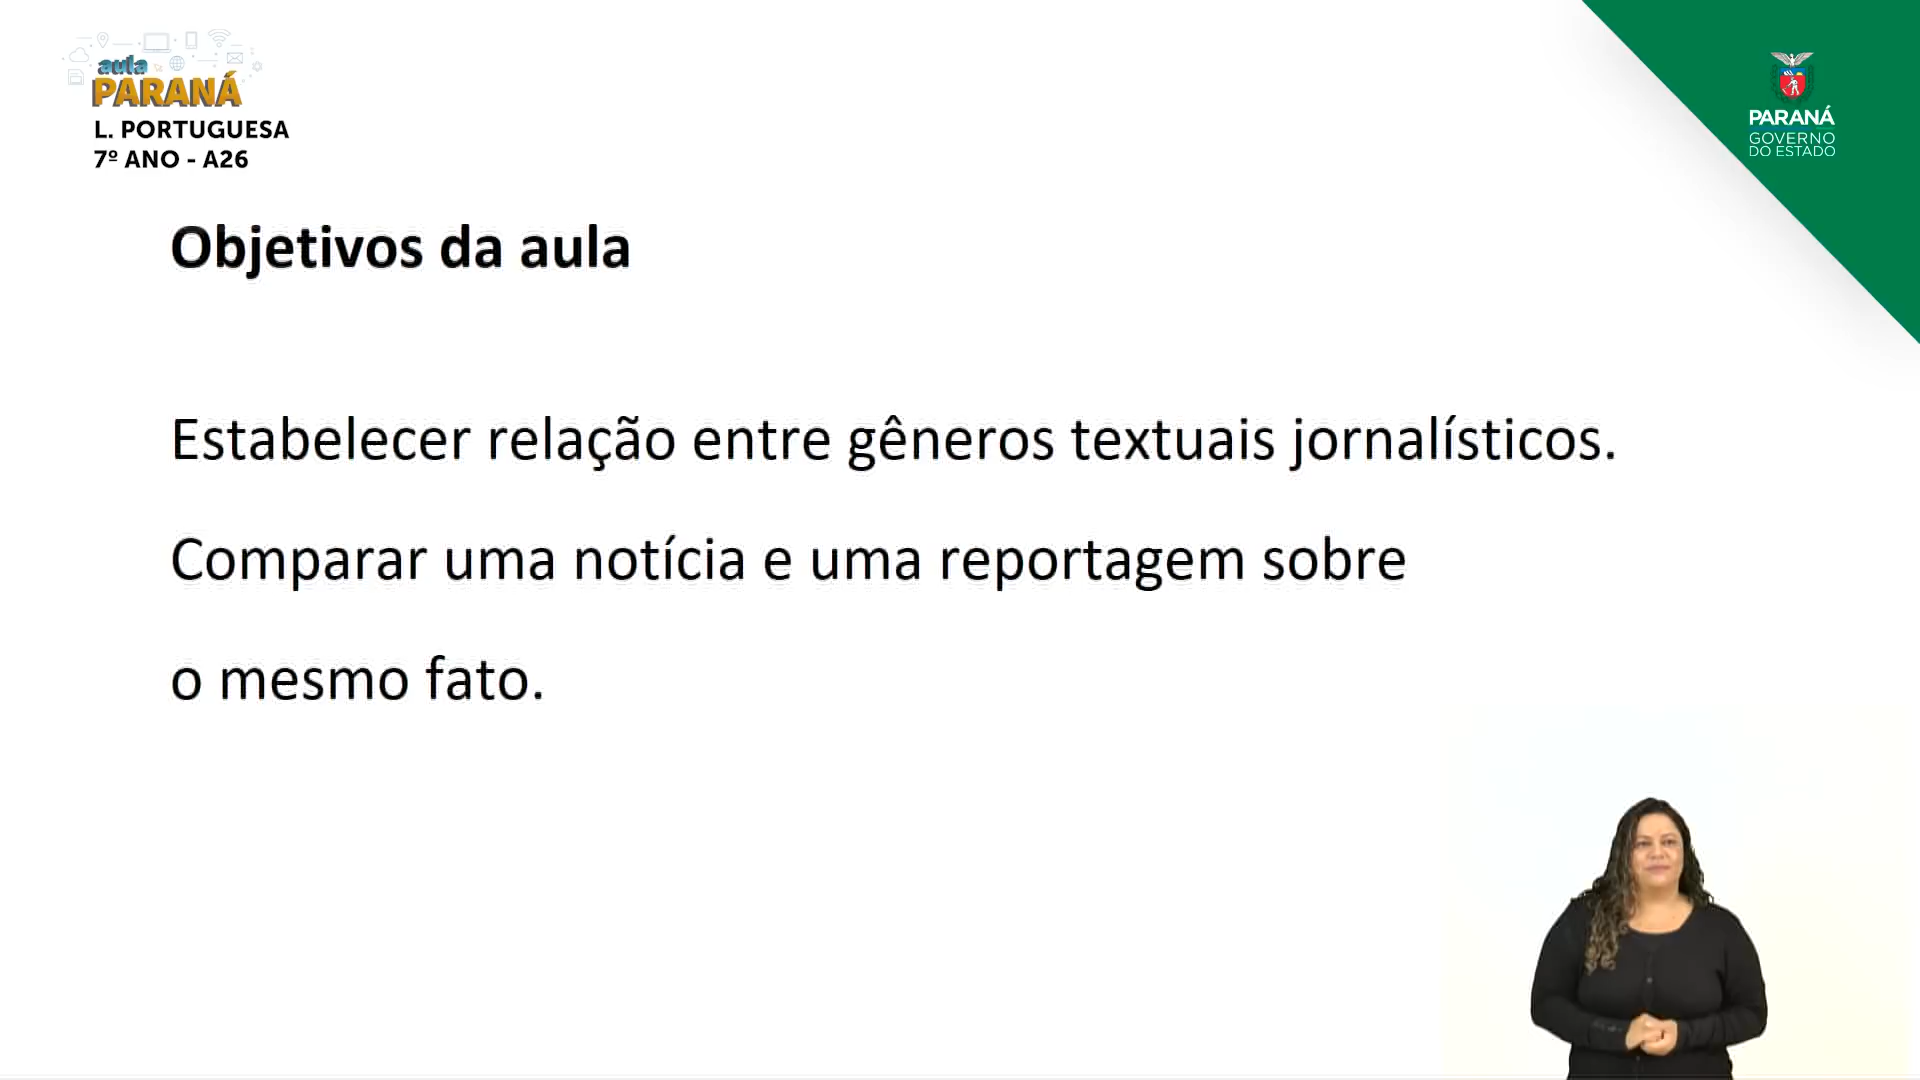 aula
PARANÁ
L. PORTUGUESA
7º ANO - A26
PARANÁ
GOVERNO
DO ESTADO
Objetivos da aula
Estabelecer relação entre gêneros textuais jornalísticos.
Comparar uma notícia e uma reportagem sobre
o mesmo fato.